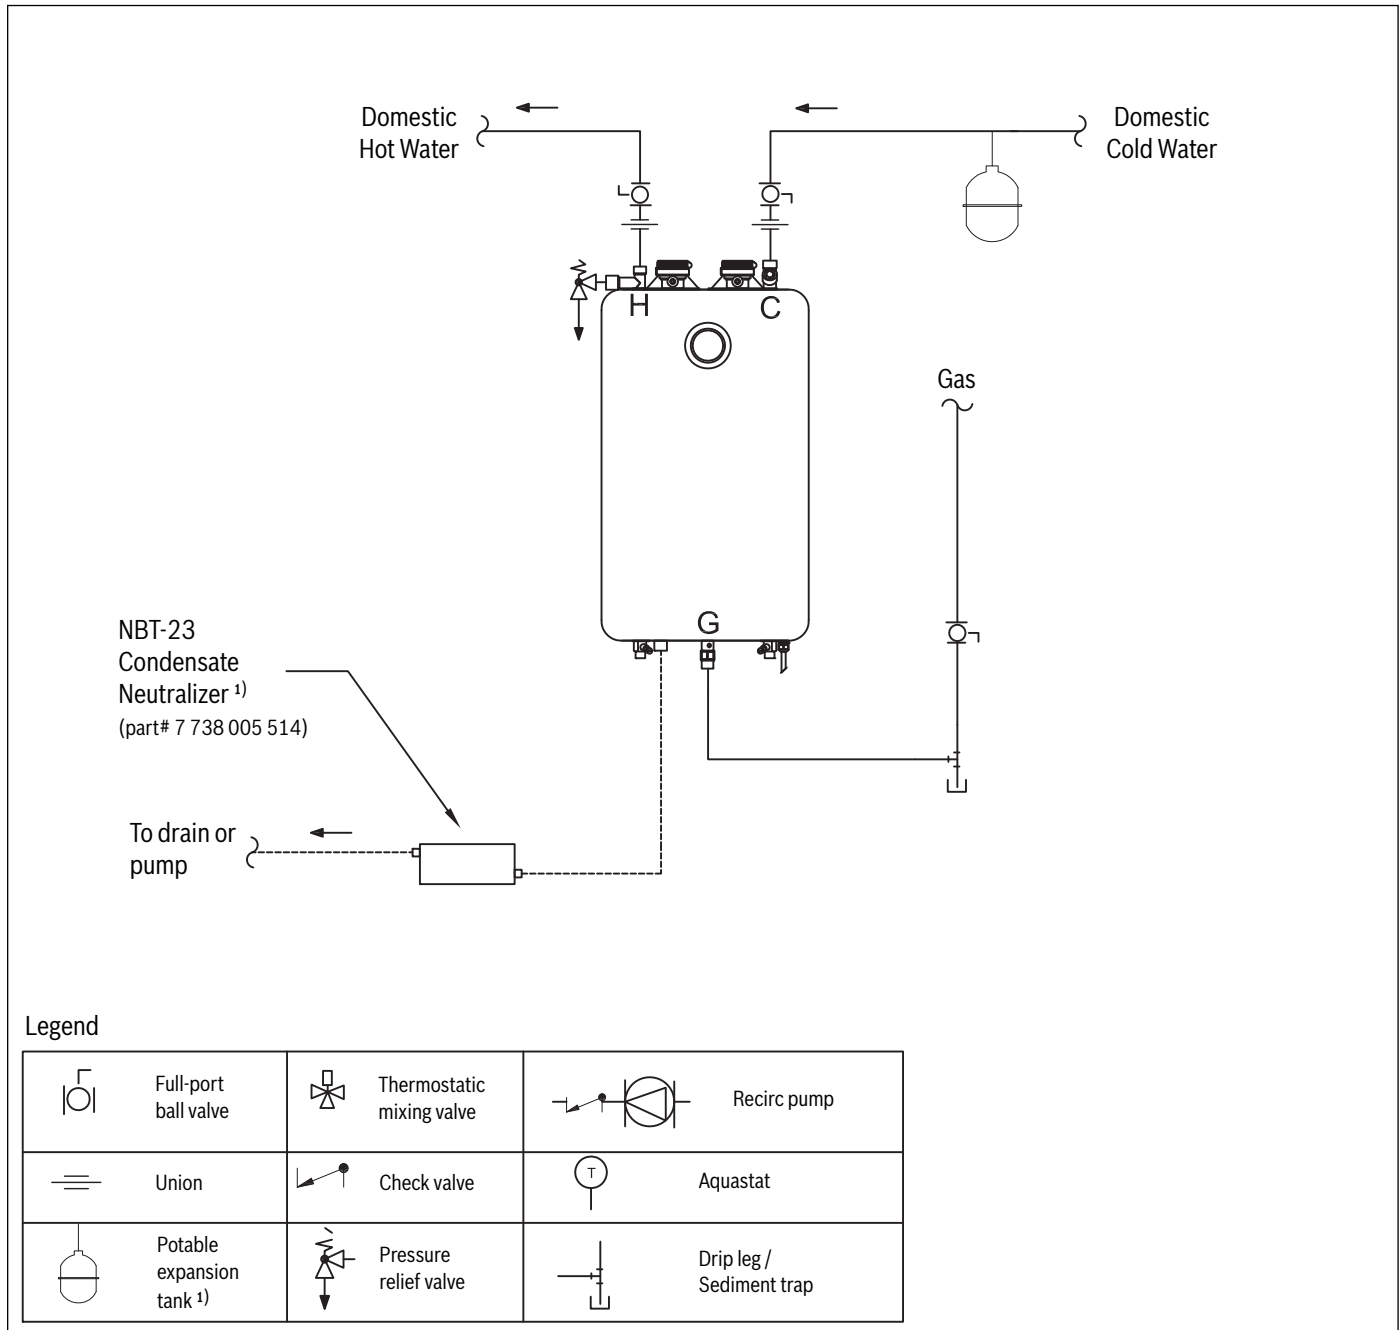 Domestic
Hot Water
Domestic
Cold Water
H
C
Gas
G
NBT-23
Condensate
Neutralizer 1)
(part# 7 738 005 514)
To drain or
pump
Legend
Full-port
ball valve
Thermostatic
mixing valve
Recirc pump
Union
Check valve
T
Aquastat
Potable
expansion
tank 1)
Pressure
relief valve
Drip leg /
Sediment trap